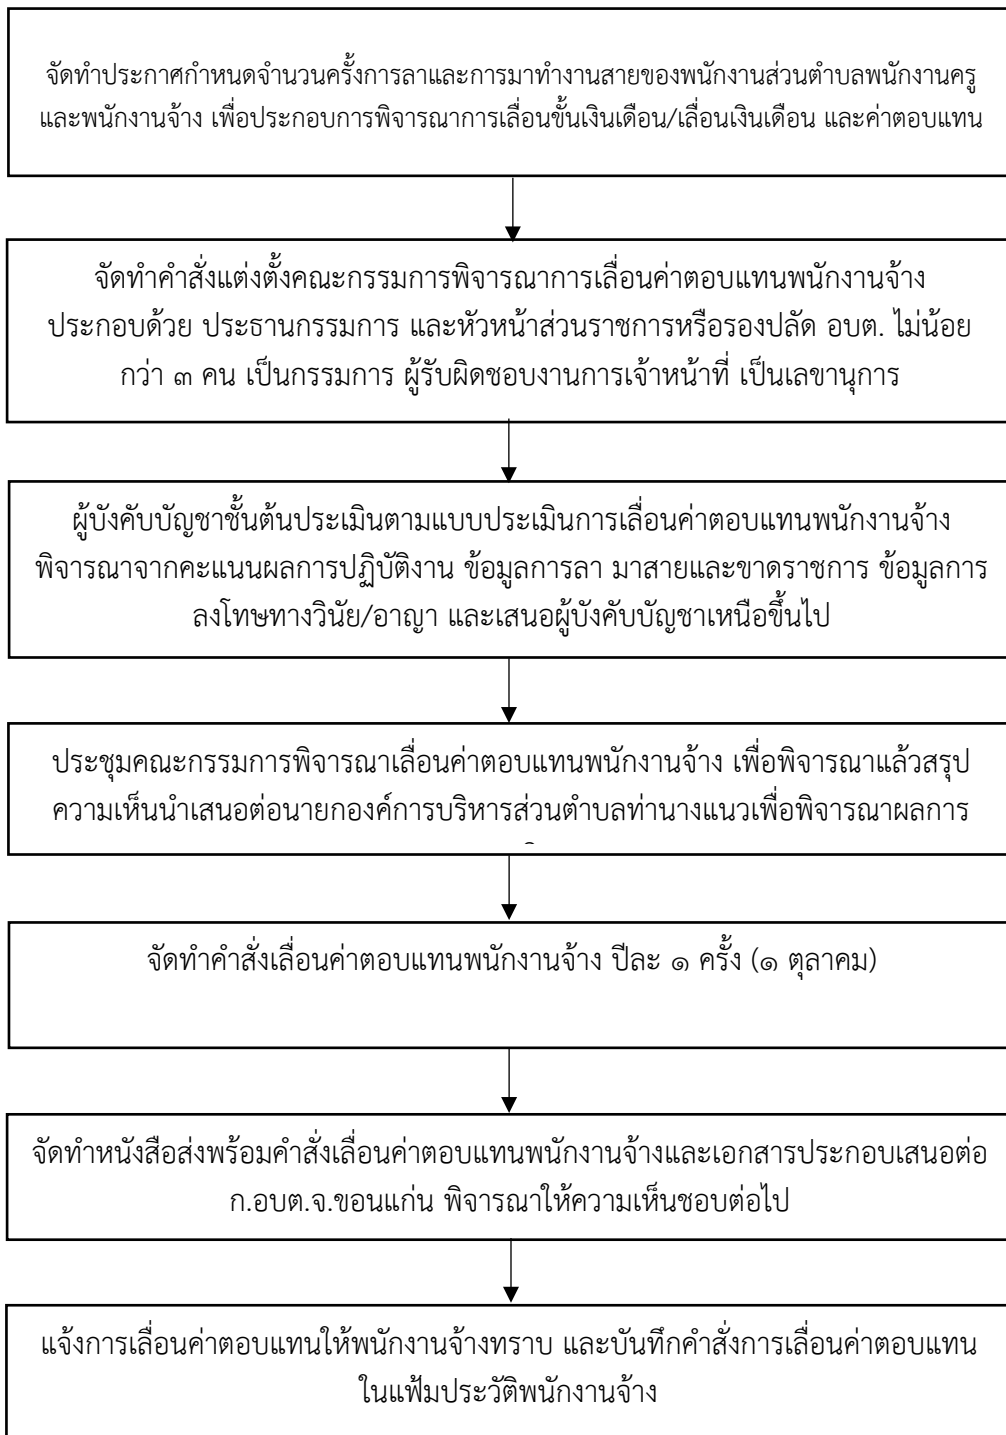 จัดทำประกาศกำหนดจำนวนครั้งการลาและการมาทำงานสายของพนักงานส่วนตำบลพนักงานครู
และพนักงานจ้าง เพื่อประกอบการพิจารณาการเลื่อนขั้นเงินเดือน/เลื่อนเงินเดือน และค่าตอบแทน
จัดทำคำสั่งแต่งตั้งคณะกรรมการพิจารณาการเลื่อนค่าตอบแทนพนักงานจ้าง
ประกอบด้วย ประธานกรรมการ และหัวหน้าส่วนราชการหรือรองปลัด อบต. ไม่น้อย
กว่า ๓ คน เป็นกรรมการ ผู้รับผิดชอบงานการเจ้าหน้าที่ เป็นเลขานุการ
ผู้บังคับบัญชาชั้นต้นประเมินตามแบบประเมินการเลื่อนค่าตอบแทนพนักงานจ้าง
พิจารณาจากคะแนนผลการปฏิบัติงาน ข้อมูลการลา มาสายและขาดราชการ ข้อมูลการ
ลงโทษทางวินัย/อาญา และเสนอผู้บังคับบัญชาเหนือขึ้นไป
ประชุมคณะกรรมการพิจารณาเลื่อนค่าตอบแทนพนักงานจ้าง เพื่อพิจารณาแล้วสรุป
ความเห็นนำเสนอต่อนายกองค์การบริหารส่วนตำบลท่านางแนวเพื่อพิจารณาผลการ
จัดทำคำสั่งเลื่อนค่าตอบแทนพนักงานจ้าง ปีละ ๑ ครั้ง (๑ ตุลาคม)
จัดทำหนังสือส่งพร้อมคำสั่งเลื่อนค่าตอบแทนพนักงานจ้างและเอกสารประกอบเสนอต่อ
ก.อบต.จ.ขอนแก่น พิจารณาให้ความเห็นชอบต่อไป
แจ้งการเลื่อนค่าตอบแทนให้พนักงานจ้างทราบ และบันทึกคำสั่งการเลื่อนค่าตอบแทน
ในแฟ้มประวัติพนักงานจ้าง